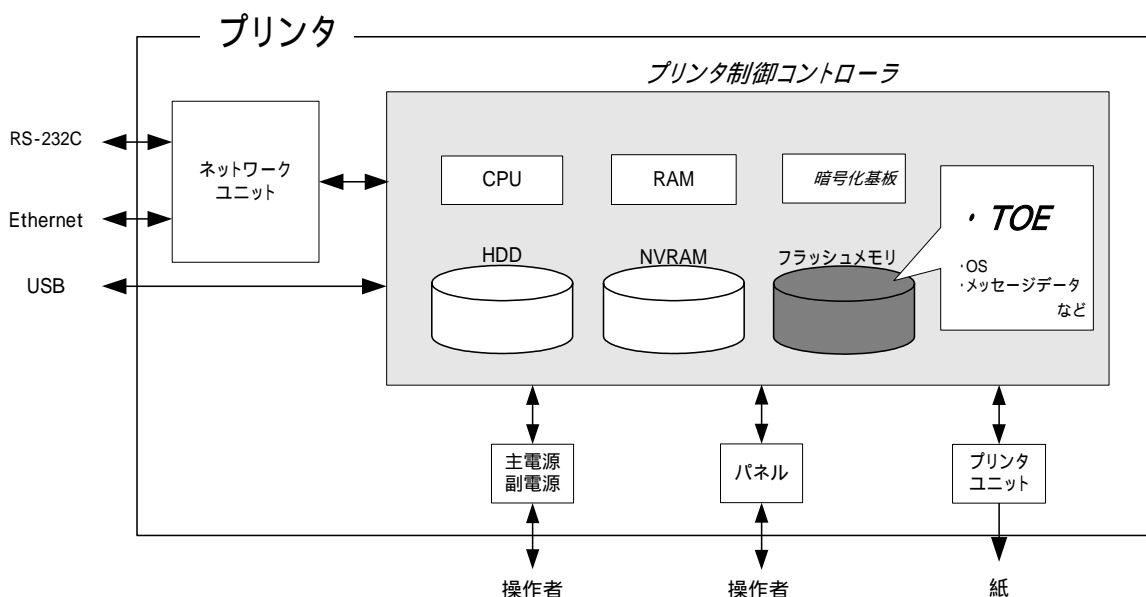 プリンタ
プリンタ制御コントローラ
RS-232C
Ethernet
USB
ネットワーク
ユニット
CPU
RAM
暗号化基板
・TOE
・OS
・メッセージデータ
など
HDD
NVRAM
フラッシュメモリ
主電源
副電源
パネル
プリンタ
ユニット
操作者
操作者
紙